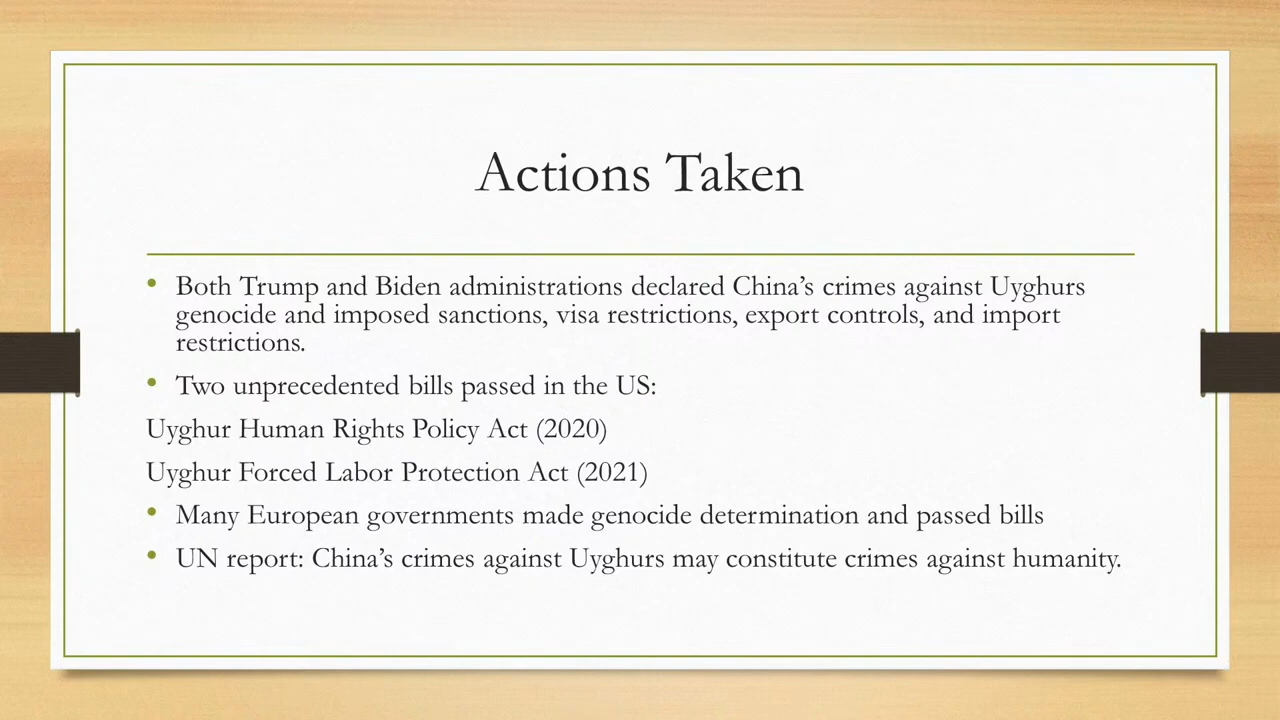 Actions Taken
• Both Trump and Biden administrations declared China’s crimes against Uyghurs
genocide and imposed sanctions, visa restrictions, export controls, and import
restrictions.
• Two unprecedented bills passed in the US:
Uyghur Human Rights Policy Act (2020)
Uyghur Forced Labor Protection Act (2021)
• Many European governments made genocide determination and passed bills
• UN report: China’s crimes against Uyghurs may constitute crimes against humanity.